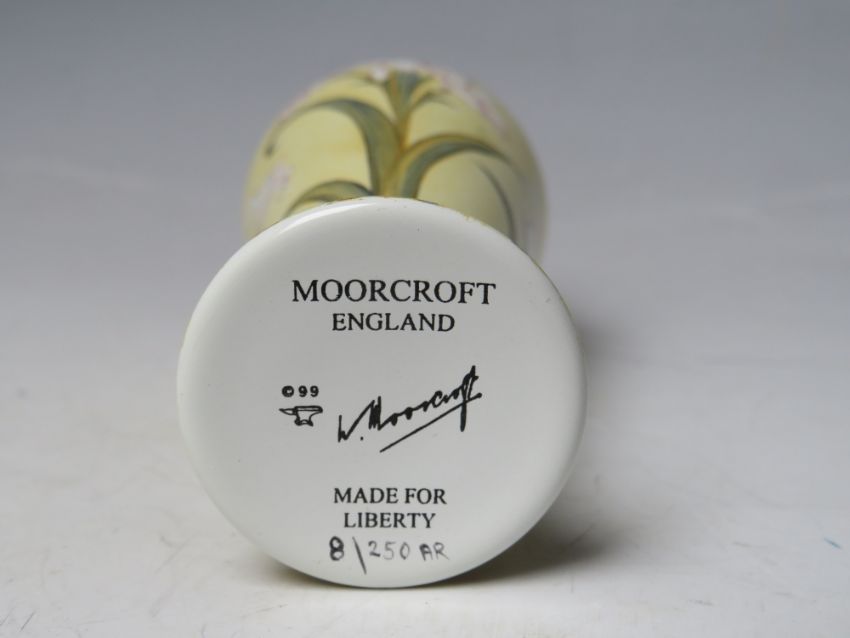 MOORCROFT
ENGLAND
©99
W. Moorcroft
MADE FOR
LIBERTY
8\250 AR